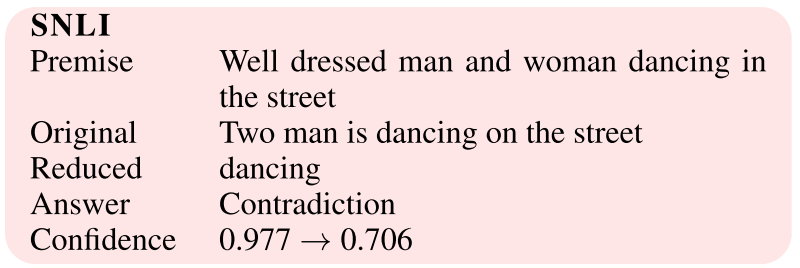 SNLI
Premise Well dressed man and woman dancing in
the street
Original Two man is dancing on the street
Reduced dancing
Answer Contradiction
Confidence 0.977 → 0.706